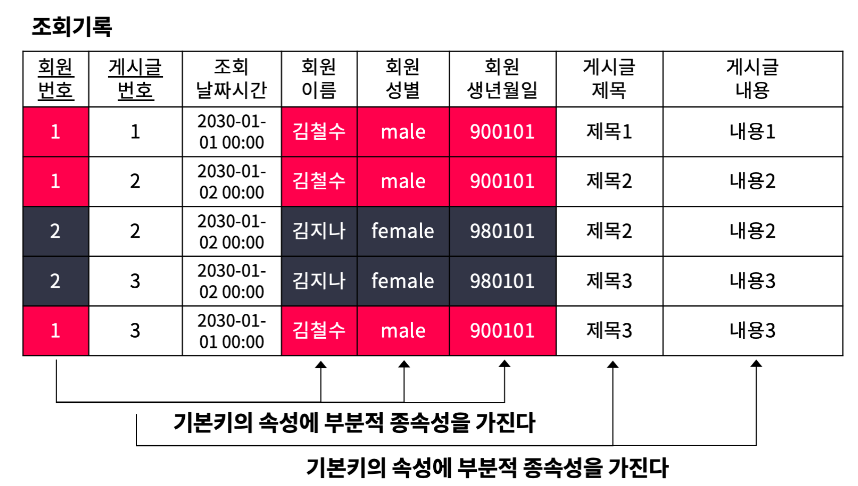 조회기록
회원 번호 게시글 번호 조회 날짜시간 회원 이름 회원 성별 회원 생년월일 게시글 제목 게시글 내용
1 1 2030-01-01 00:00 김철수 male 900101 제목1 내용1
1 2 2030-01-02 00:00 김철수 male 900101 제목2 내용2
2 2 2030-01-02 00:00 김지나 female 980101 제목2 내용2
2 3 2030-01-02 00:00 김지나 female 980101 제목3 내용3
1 3 2030-01-01 00:00 김철수 male 900101 제목3 내용3
기본키의 속성에 부분적 종속성을 가진다
기본키의 속성에 부분적 종속성을 가진다